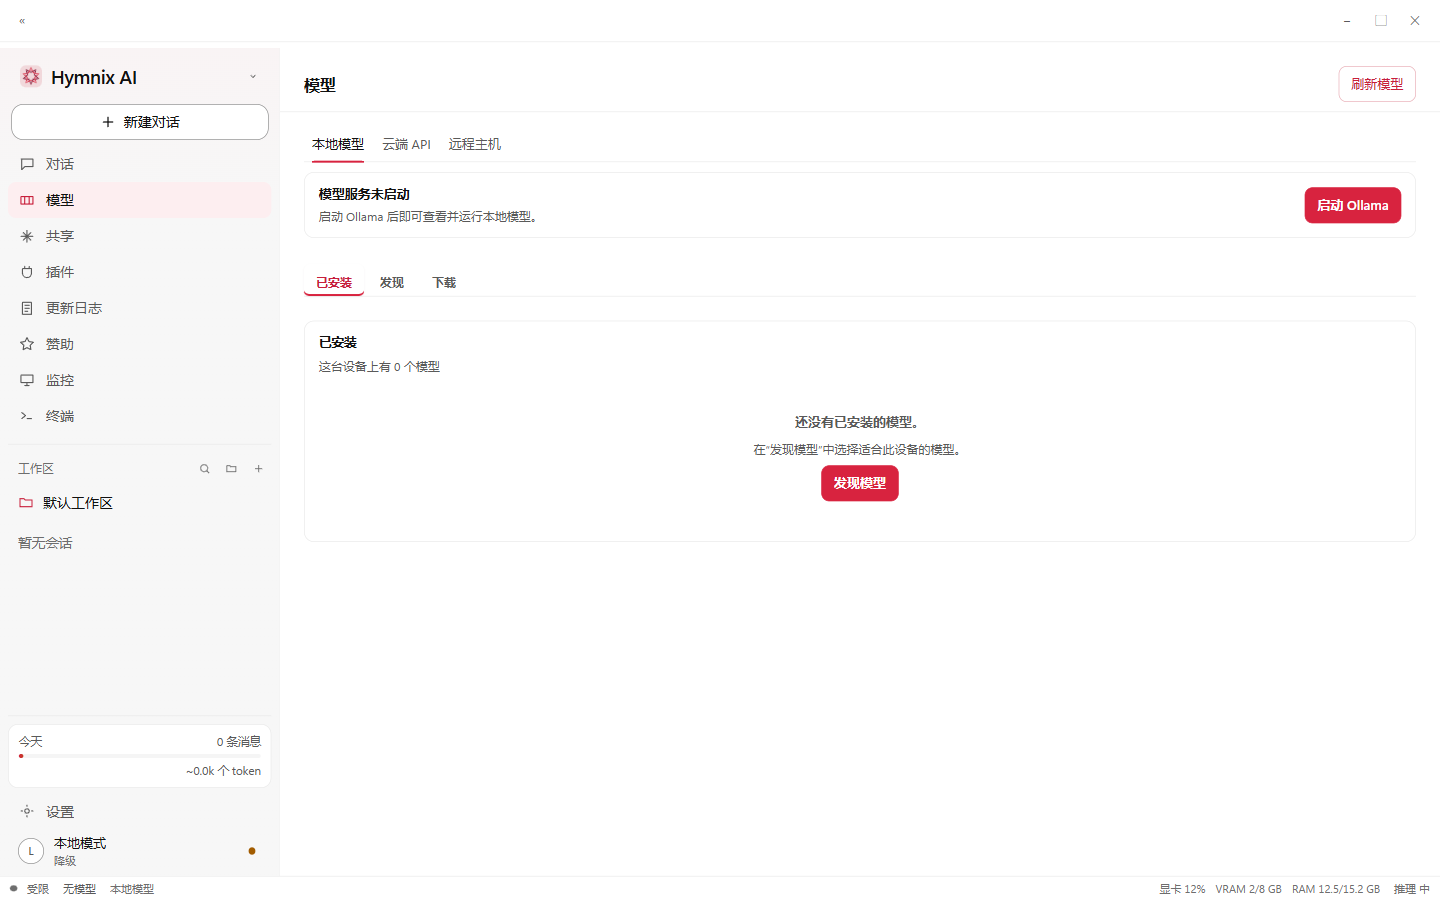 «
Hymnix AI
新建对话
对话
模型
共享
插件
更新日志
赞助
监控
终端
工作区
默认工作区
暂无会话
今天
0 条消息
~0.0k 个 token
设置
L
本地模式
降级
模型
刷新模型
本地模型
云端 API
远程主机
模型服务未启动
启动 Ollama 后即可查看并运行本地模型。
启动 Ollama
已安装
发现
下载
已安装
这台设备上有 0 个模型
还没有已安装的模型。
在"发现模型"中选择适合此设备的模型。
发现模型
受限
无模型
本地模型
显卡 12%
VRAM 2/8 GB
RAM 12.5/15.2 GB
推理 中